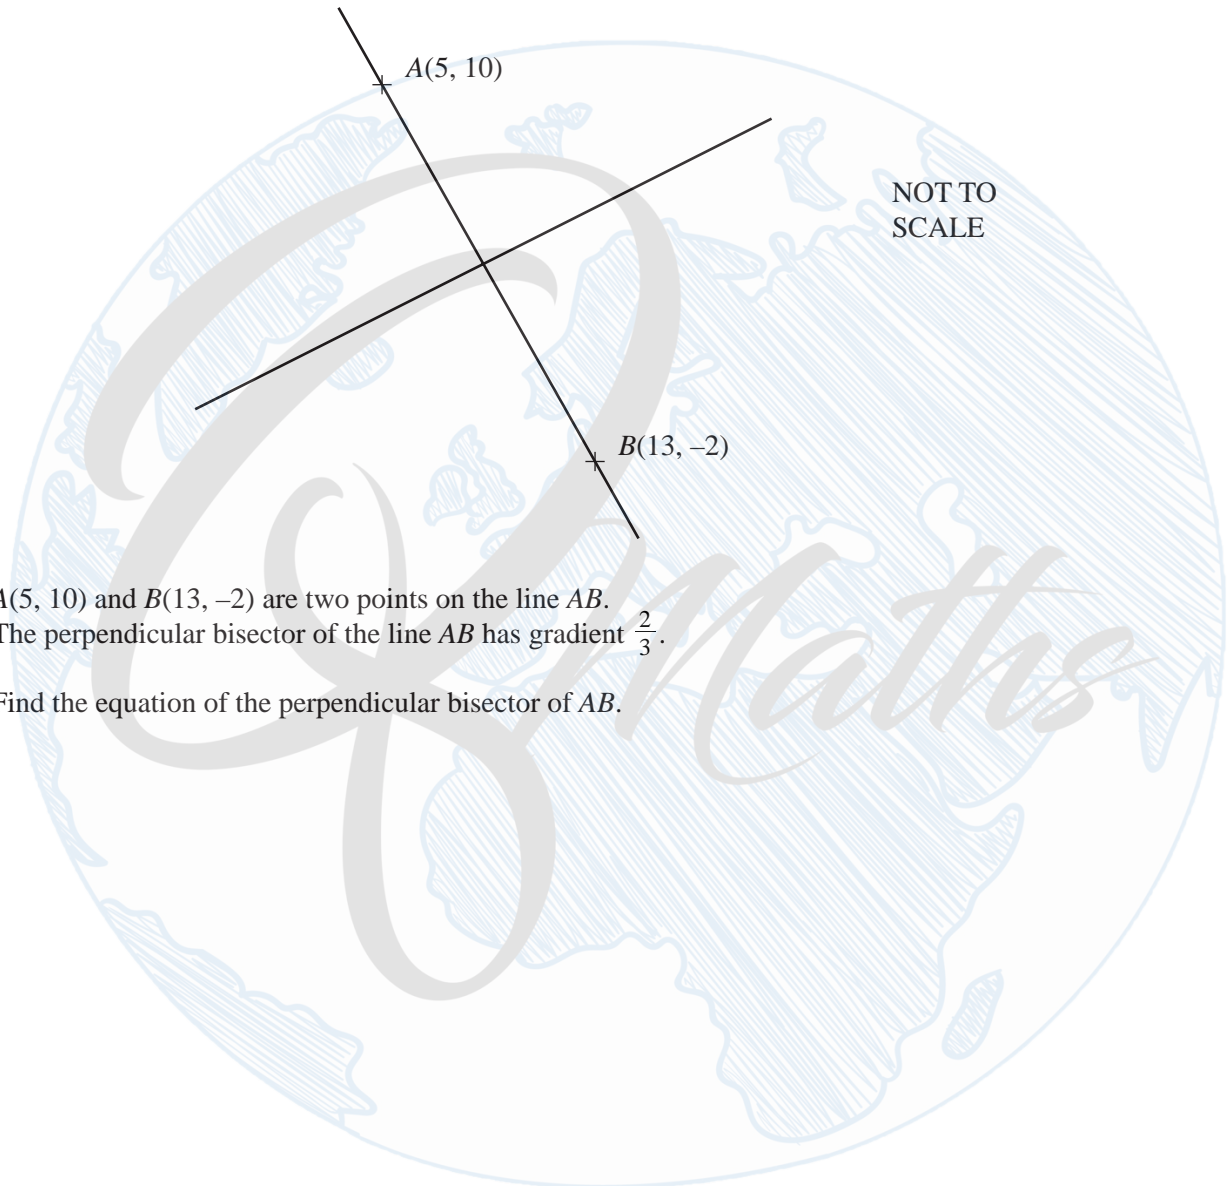 A(5, 10)
NOT TO
SCALE
B(13, –2)
A(5, 10) and B(13, –2) are two points on the line AB.
The perpendicular bisector of the line AB has gradient 2/3.
Find the equation of the perpendicular bisector of AB.
Maths